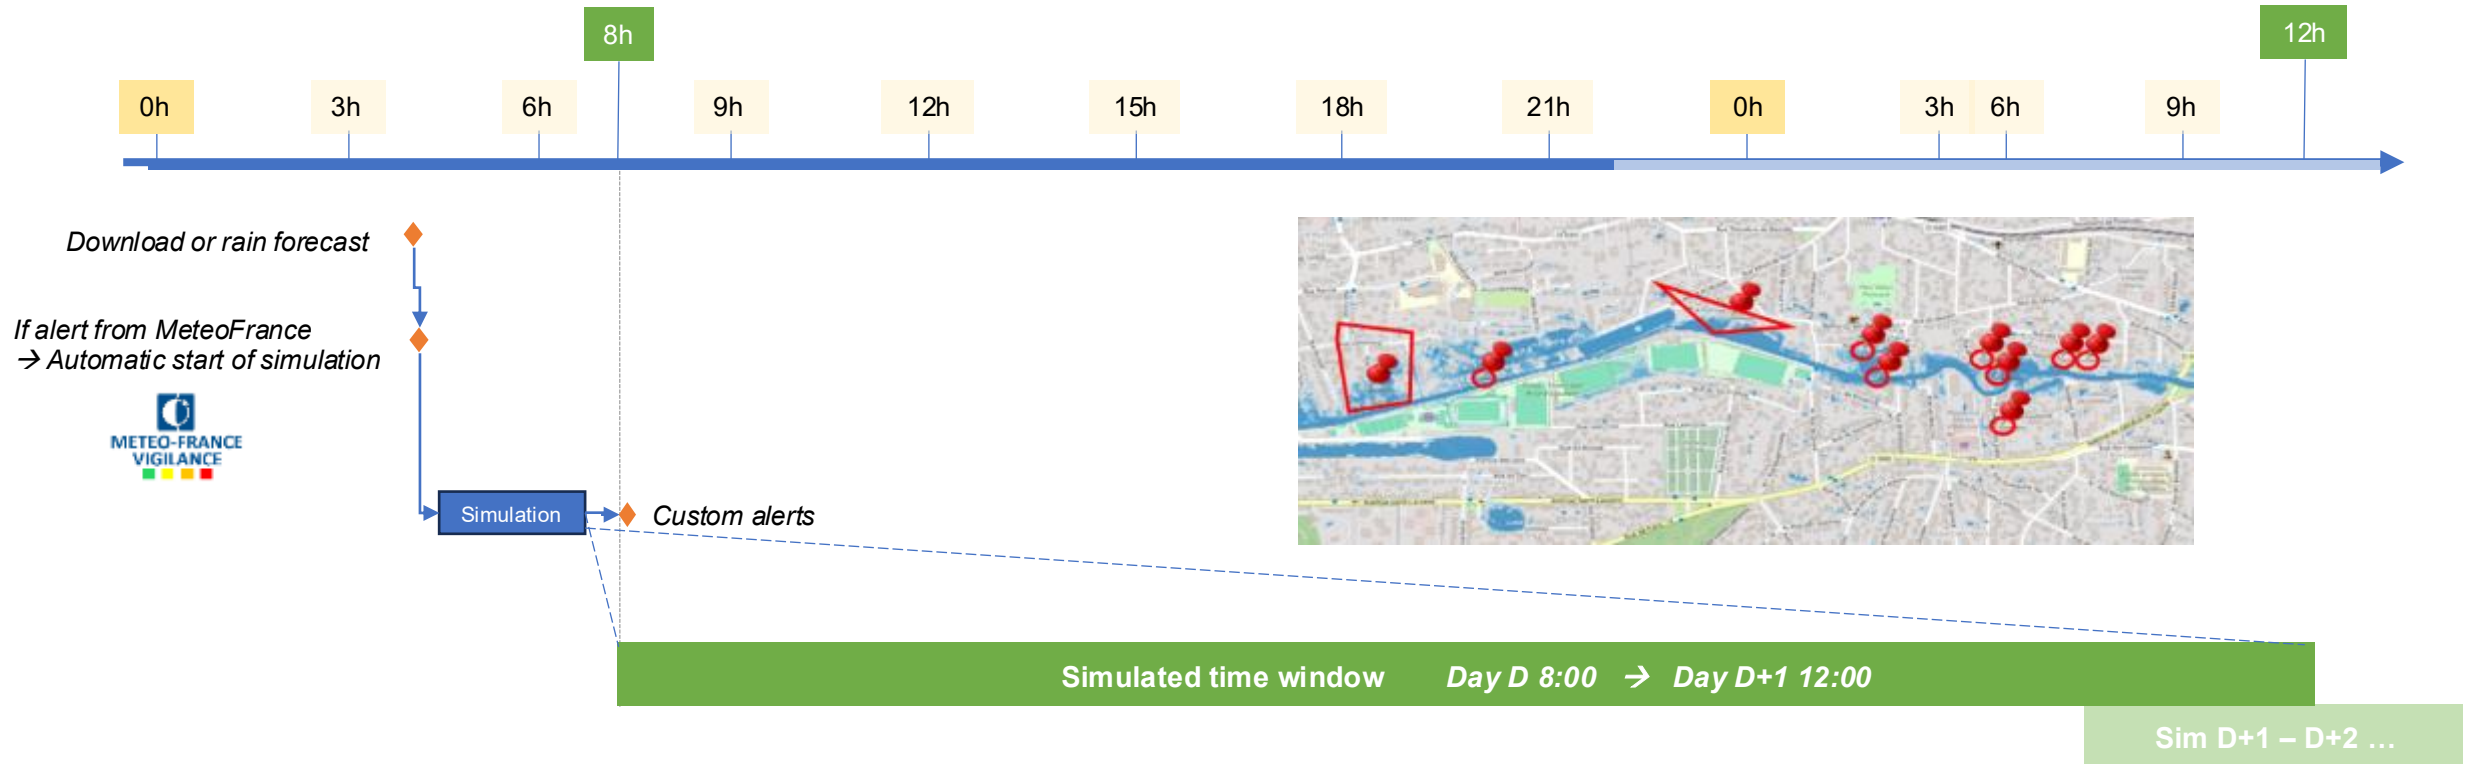 8h
12h
0h
3h
6h
9h
12h
15h
18h
21h
0h
3h
6h
9h
Download or rain forecast
If alert from MeteoFrance
→ Automatic start of simulation
METEO-FRANCE
VIGILANCE
Simulation
Custom alerts
Simulated time window Day D 8:00 → Day D+1 12:00
Sim D+1 – D+2 …